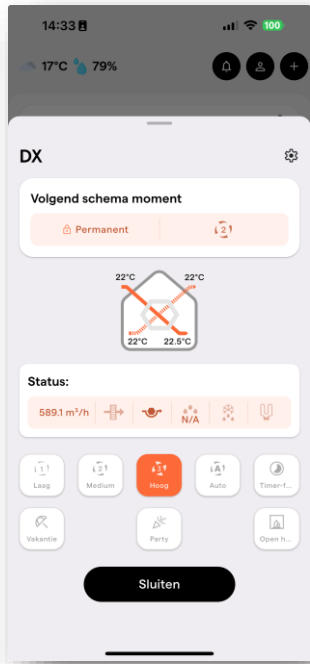 14:33 100
17°C 79%
DX
Volgend schema moment
Permanent 2
22°C 22°C
22°C 22.5°C
Status:
589.1 m³/h N/A
1 2 3 A
Laag Medium Hoog Auto Timer-f...
Vakantie Party Open h...
Sluiten